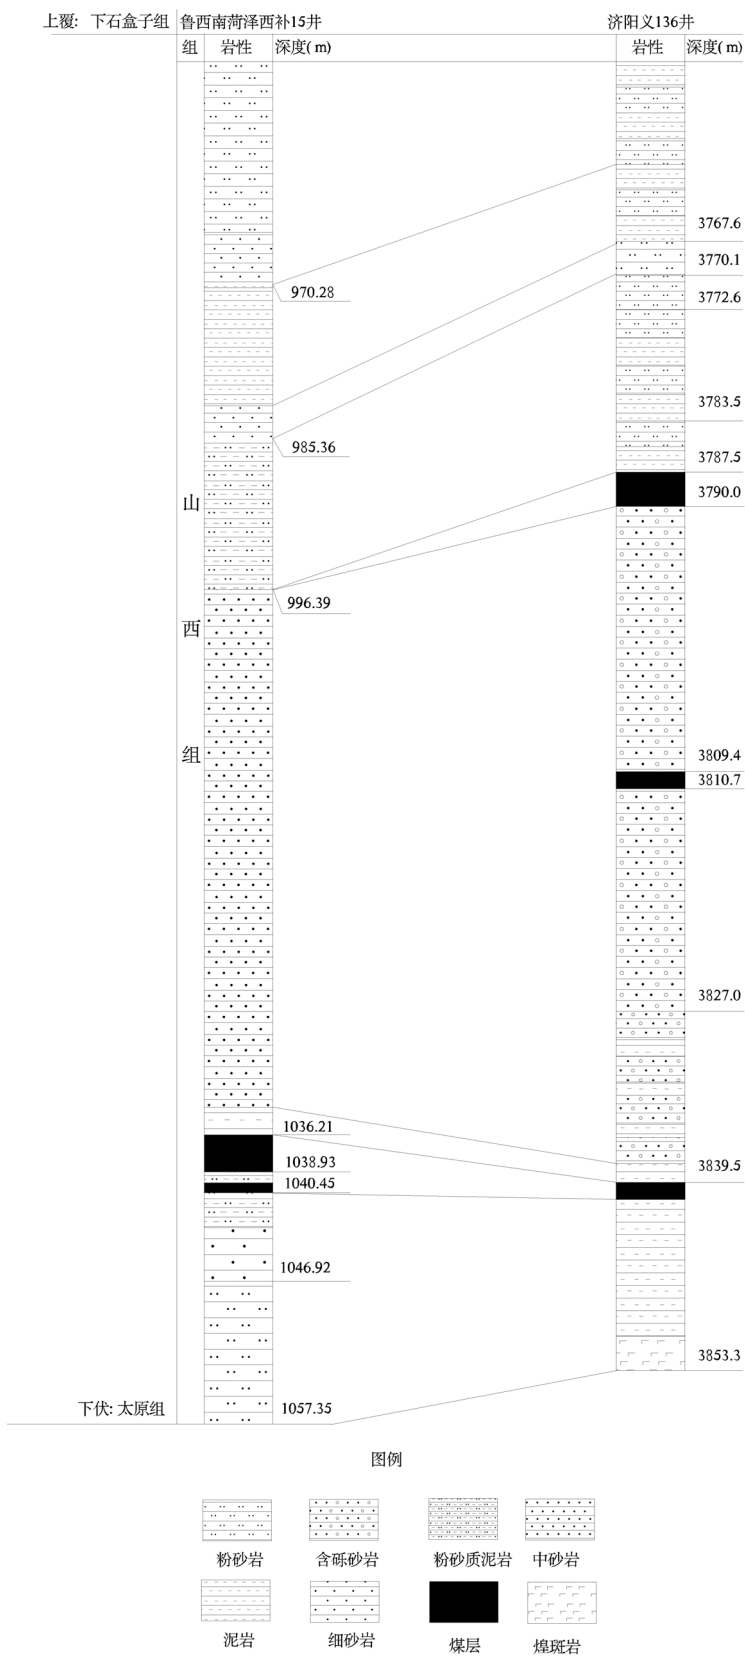 上覆: 下石盒子组 鲁西南菏泽西补15井 济阳义136井
组 岩性 深度(m) 岩性 深度(m)
3767.6
3770.1
970.28
3772.6
3783.5
985.36
3787.5
3790.0
山
996.39
西
组
3809.4
3810.7
3827.0
1036.21
1038.93
3839.5
1040.45
1046.92
3853.3
下伏: 太原组
1057.35
图例
粉砂岩 含砾砂岩 粉砂质泥岩 中砂岩
泥岩 细砂岩 煤层 煌斑岩